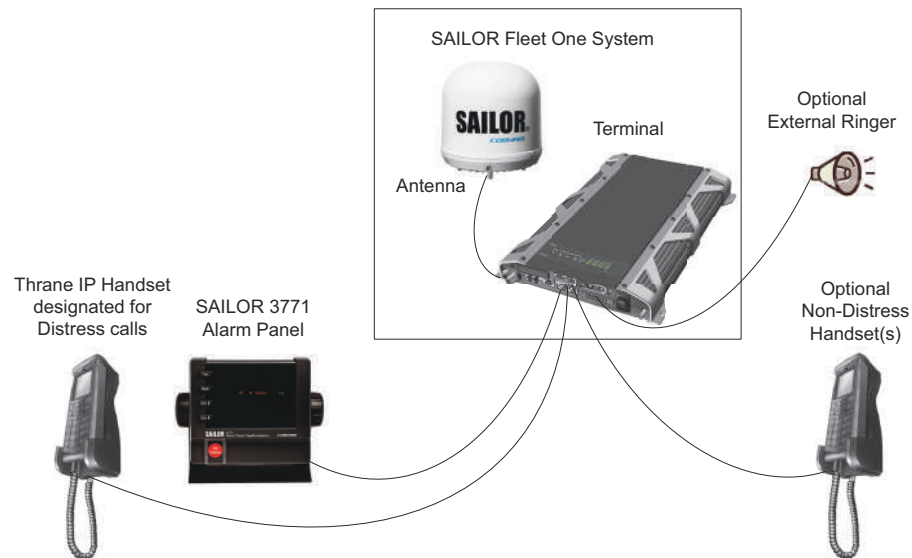 SAILOR Fleet One System
SAILOR
COBHAM
Terminal
Antenna
Optional
External Ringer
Thrane IP Handset
designated for
Distress calls
SAILOR 3771
Alarm Panel
SAILOR
Optional
Non-Distress
Handset(s)